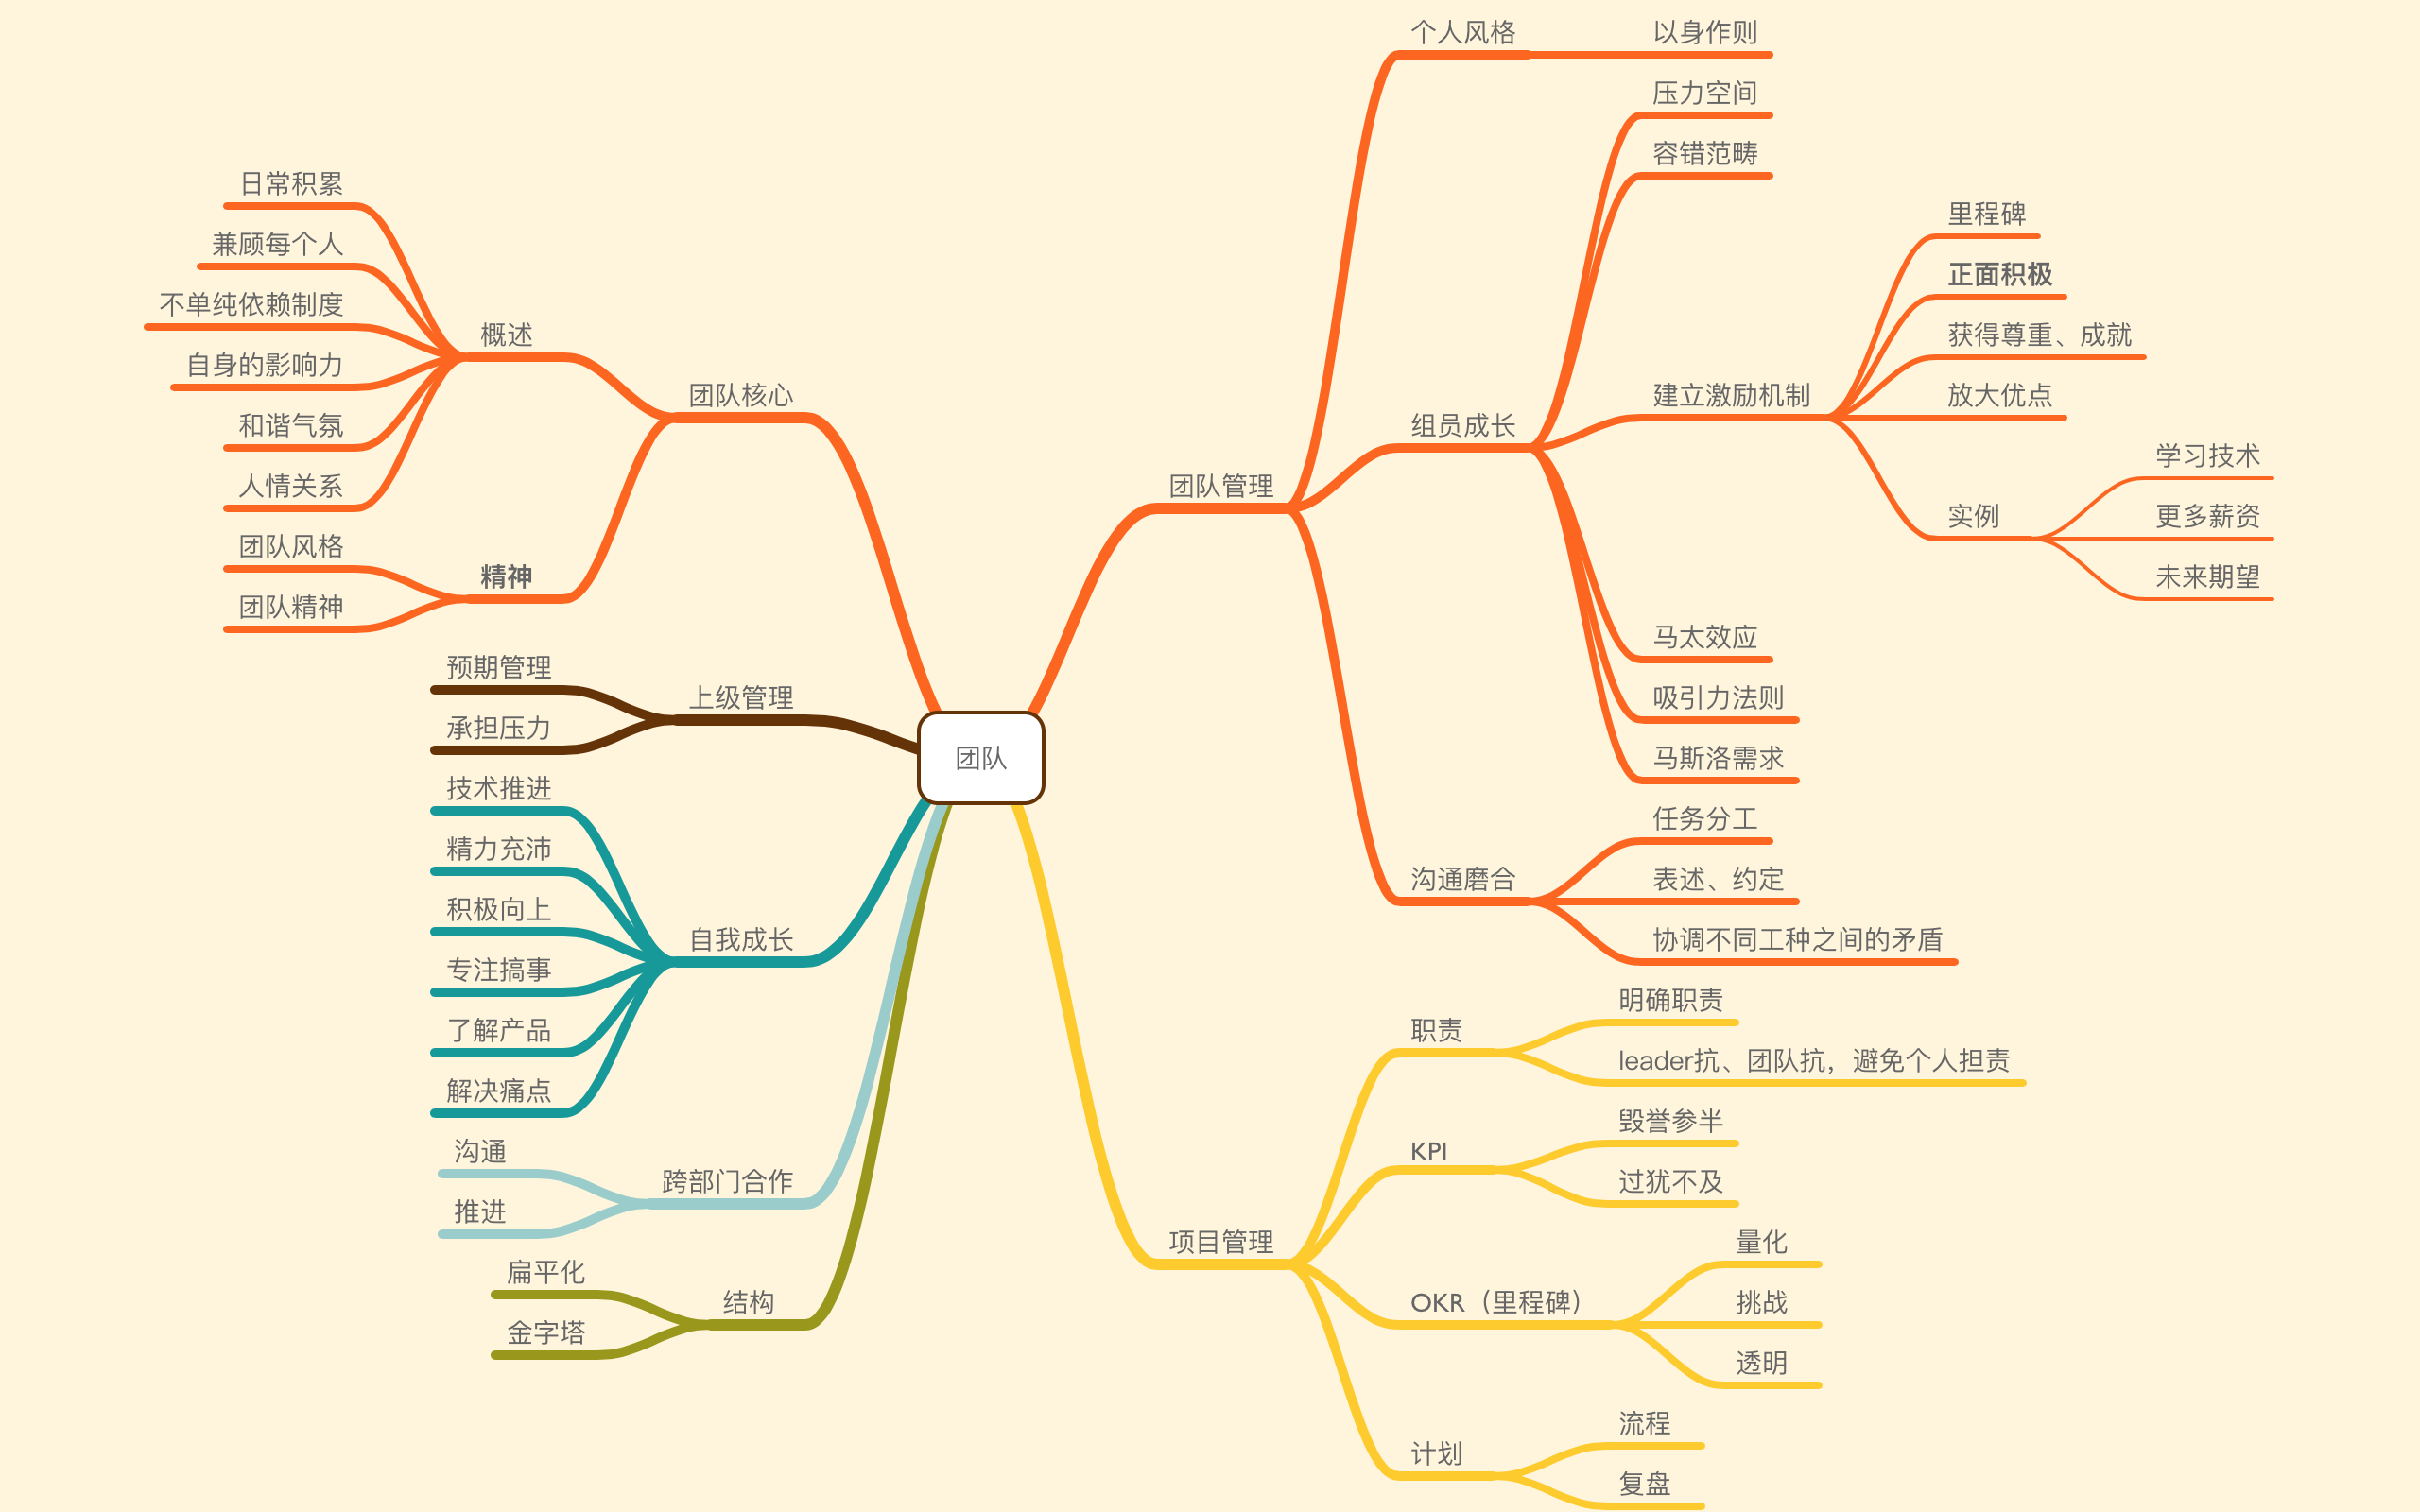 团队
团队管理
个人风格
以身作则
组员成长
压力空间
容错范畴
建立激励机制
里程碑
正面积极
获得尊重、成就
放大优点
实例
学习技术
更多薪资
未来期望
马太效应
吸引力法则
马斯洛需求
沟通磨合
任务分工
表述、约定
协调不同工种之间的矛盾
项目管理
职责
明确职责
leader抗、团队抗，避免个人担责
KPI
毁誉参半
过犹不及
OKR（里程碑）
量化
挑战
透明
计划
流程
复盘
团队核心
概述
日常积累
兼顾每个人
不单纯依赖制度
自身的影响力
和谐气氛
人情关系
精神
团队风格
团队精神
上级管理
预期管理
承担压力
自我成长
技术推进
精力充沛
积极向上
专注搞事
了解产品
解决痛点
跨部门合作
沟通
推进
结构
扁平化
金字塔